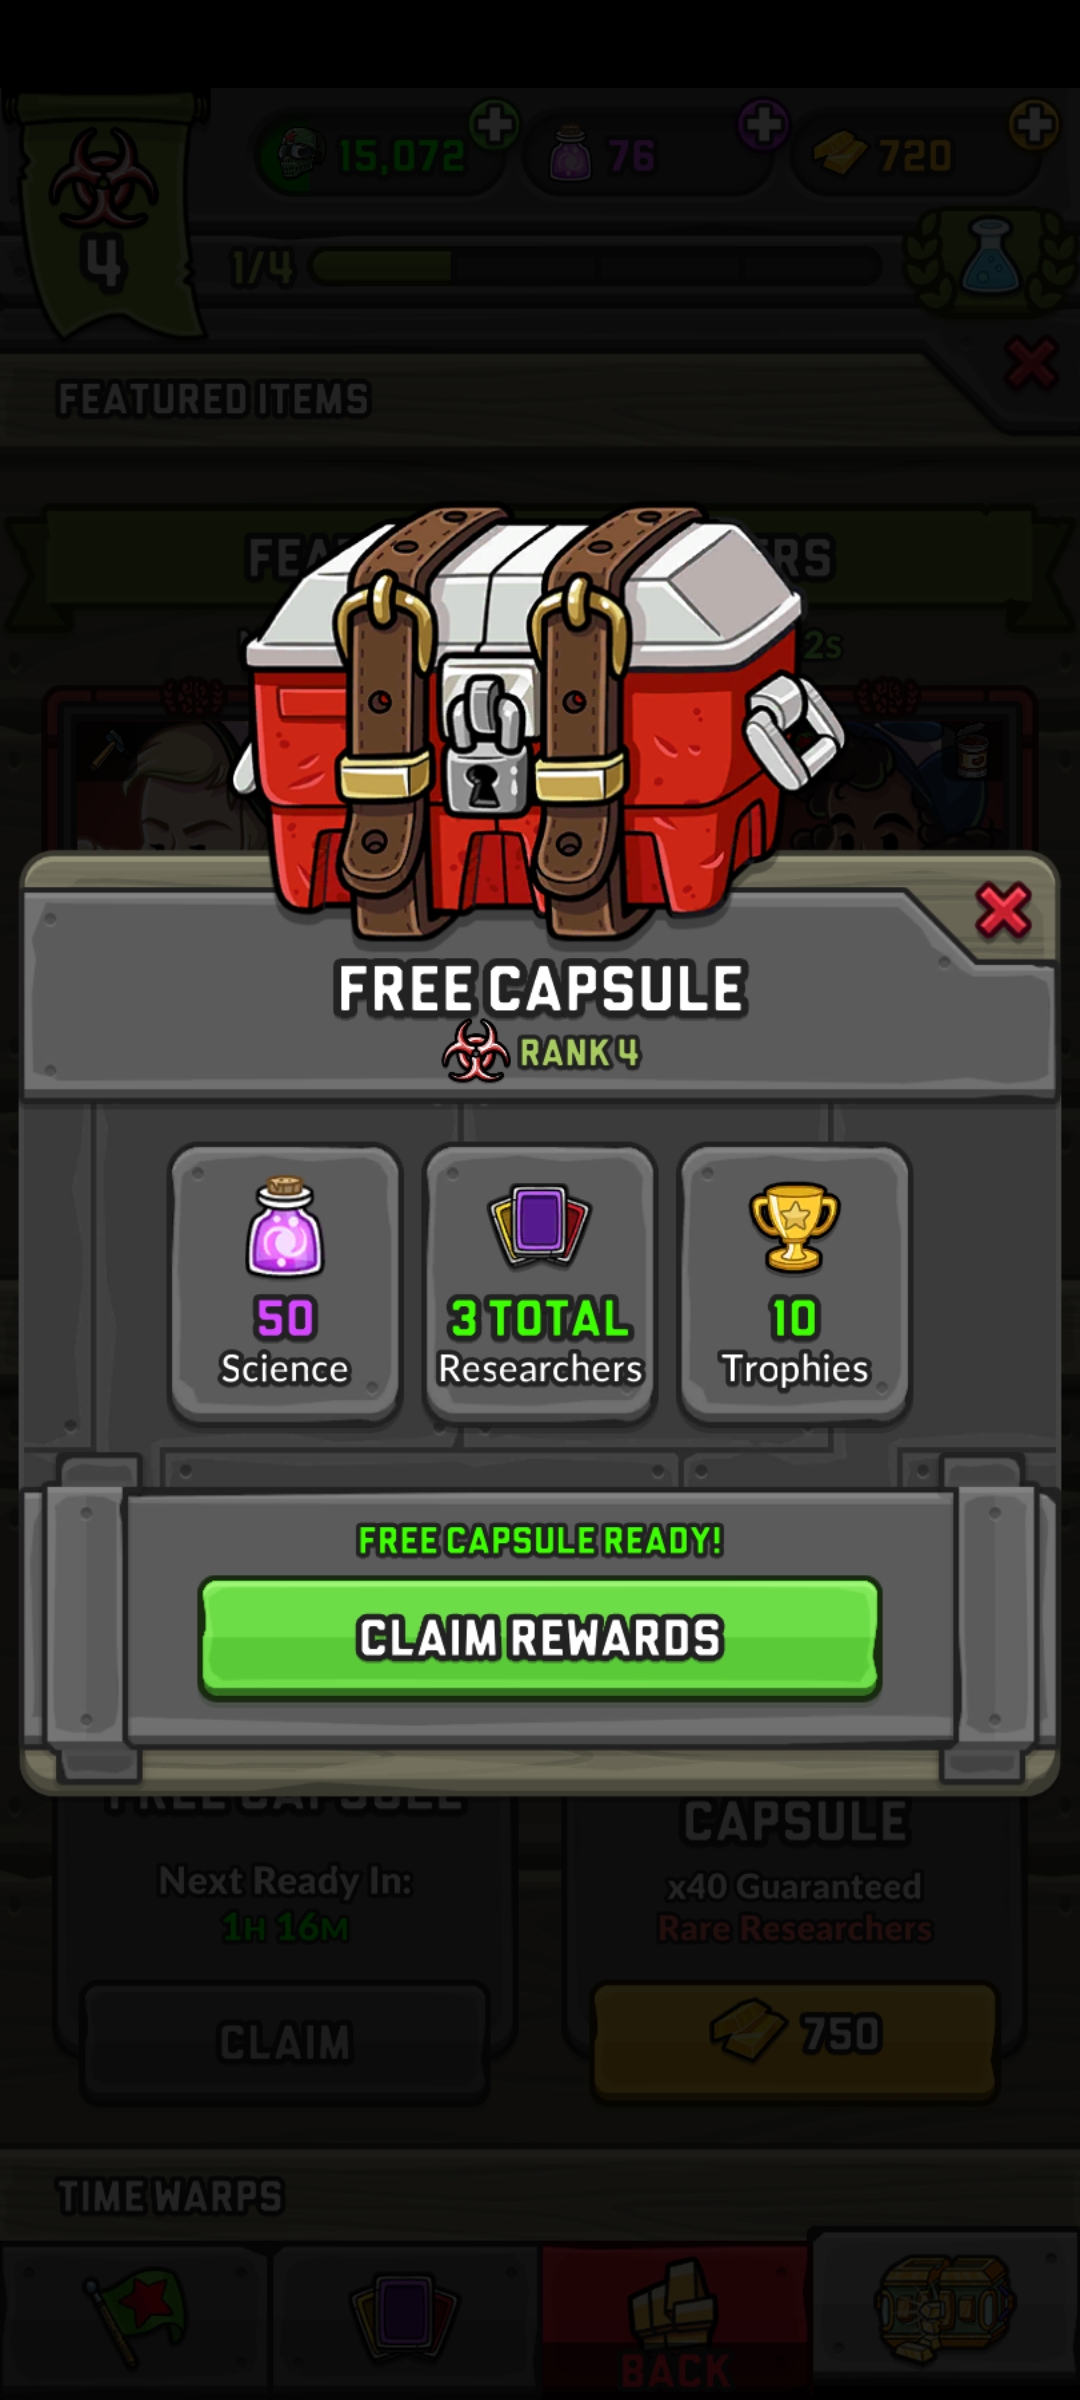 4
15,072
76
720
1/4
FEATURED ITEMS
FREE CAPSULE
RANK 4
50
Science
3 TOTAL
Researchers
10
Trophies
FREE CAPSULE READY!
CLAIM REWARDS
FREE CAPSULE
Next Ready In:
1H 16M
CLAIM
CAPSULE
x40 Guaranteed
Rare Researchers
750
TIME WARPS
BACK